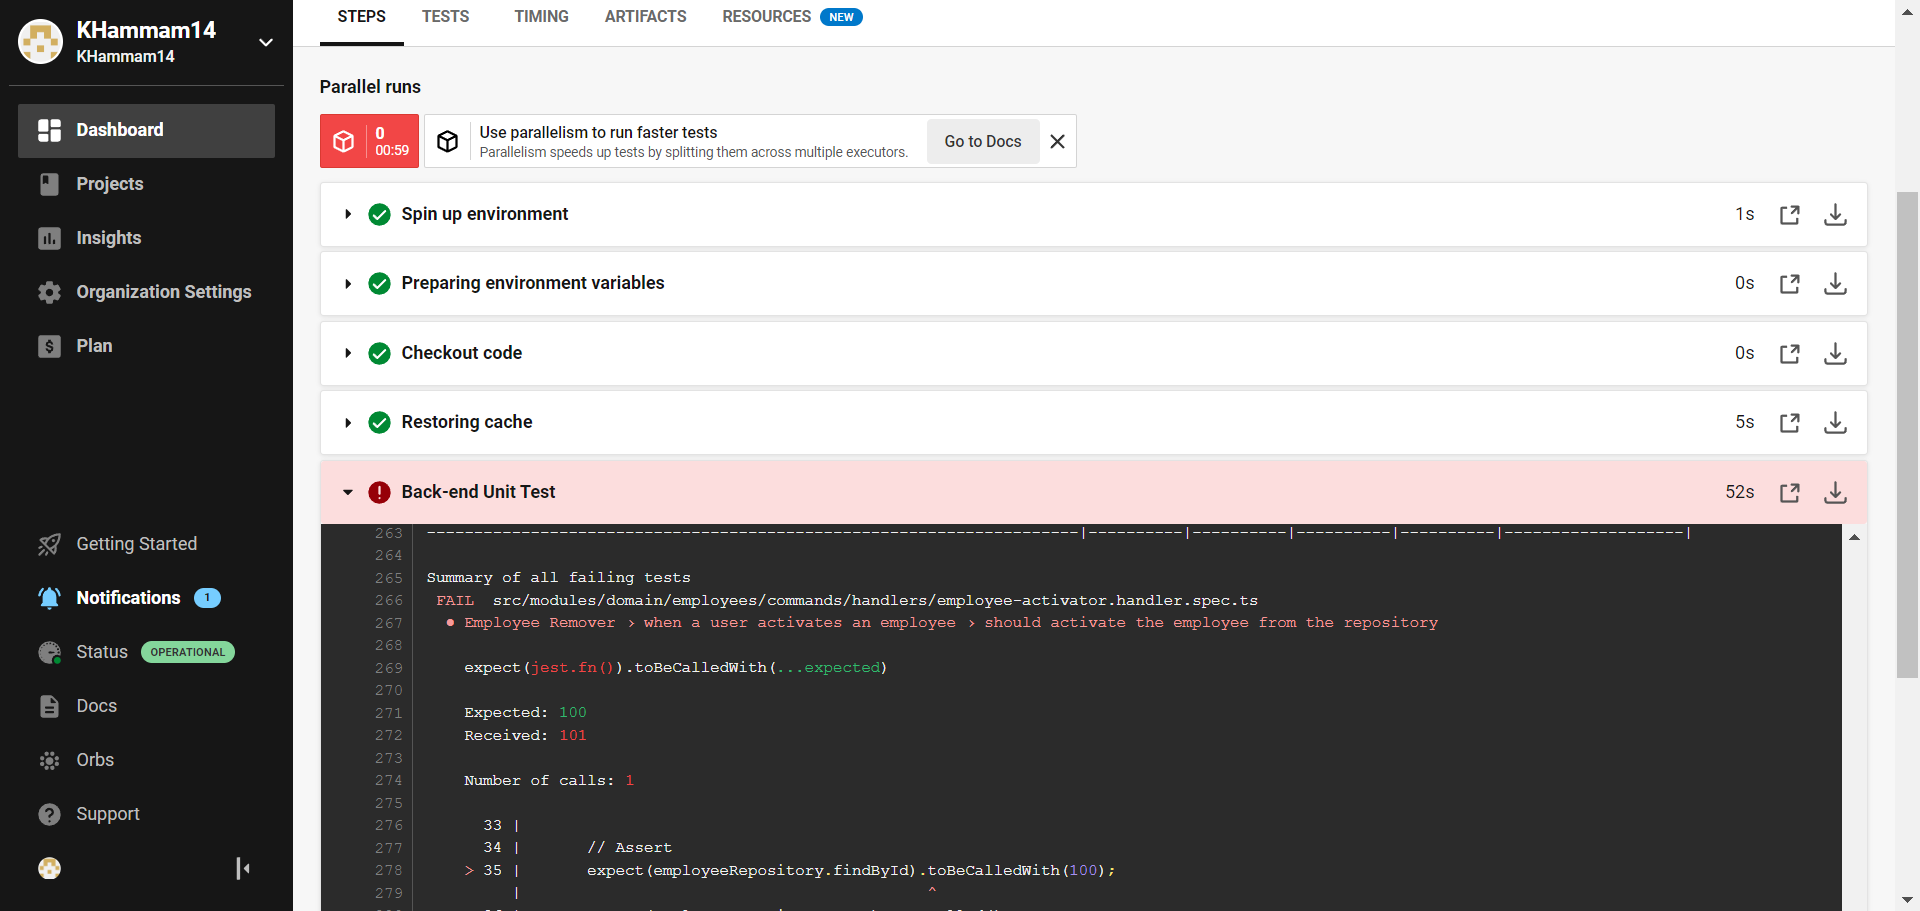 KHammam14
KHammam14
Dashboard
Projects
Insights
Organization Settings
Plan
Getting Started
Notifications 1
Status OPERATIONAL
Docs
Orbs
Support
STEPS TESTS TIMING ARTIFACTS RESOURCES NEW
Parallel runs
0
00:59
Use parallelism to run faster tests
Parallelism speeds up tests by splitting them across multiple executors.
Go to Docs
Spin up environment 1s
Preparing environment variables 0s
Checkout code 0s
Restoring cache 5s
Back-end Unit Test 52s
263 ---------------------------------------------------------------------|----------|----------|----------|----------|-------------------|
264
265 Summary of all failing tests
266 FAIL src/modules/domain/employees/commands/handlers/employee-activator.handler.spec.ts
267 ● Employee Remover › when a user activates an employee › should activate the employee from the repository
268
269 expect(jest.fn()).toBeCalledWith(...expected)
270
271 Expected: 100
272 Received: 101
273
274 Number of calls: 1
275
276 33 |
277 34 | // Assert
278 > 35 | expect(employeeRepository.findById).toBeCalledWith(100);
279 | ^